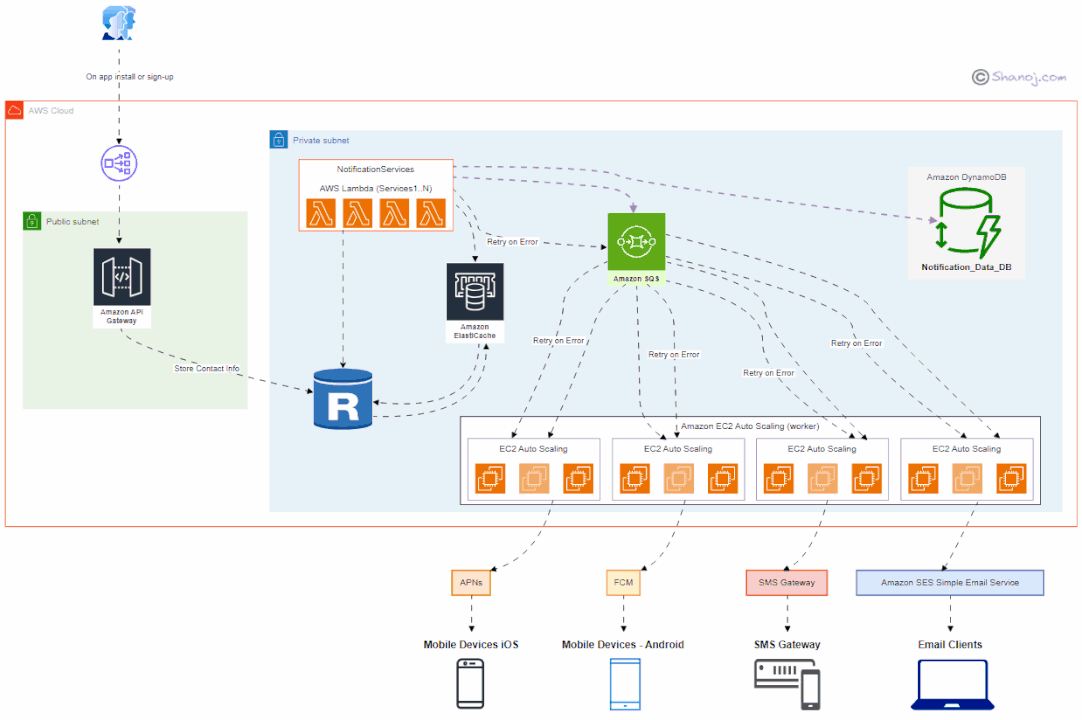 On app install or sign-up
© Shanoj.com
AWS Cloud
Private subnet
NotificationServices
AWS Lambda (Services1..N)
Amazon DynamoDB
Notification_Data_DB
Public subnet
Retry on Error
Amazon SQS
Amazon API
Gateway
Amazon
ElastiCache
Store Contact Info
R
Retry on Error
Retry on Error
Retry on Error
Retry on Error
Amazon EC2 Auto Scaling (worker)
EC2 Auto Scaling
EC2 Auto Scaling
EC2 Auto Scaling
EC2 Auto Scaling
APNs
FCM
SMS Gateway
Amazon SES Simple Email Service
Mobile Devices iOS
Mobile Devices - Android
SMS Gateway
Email Clients